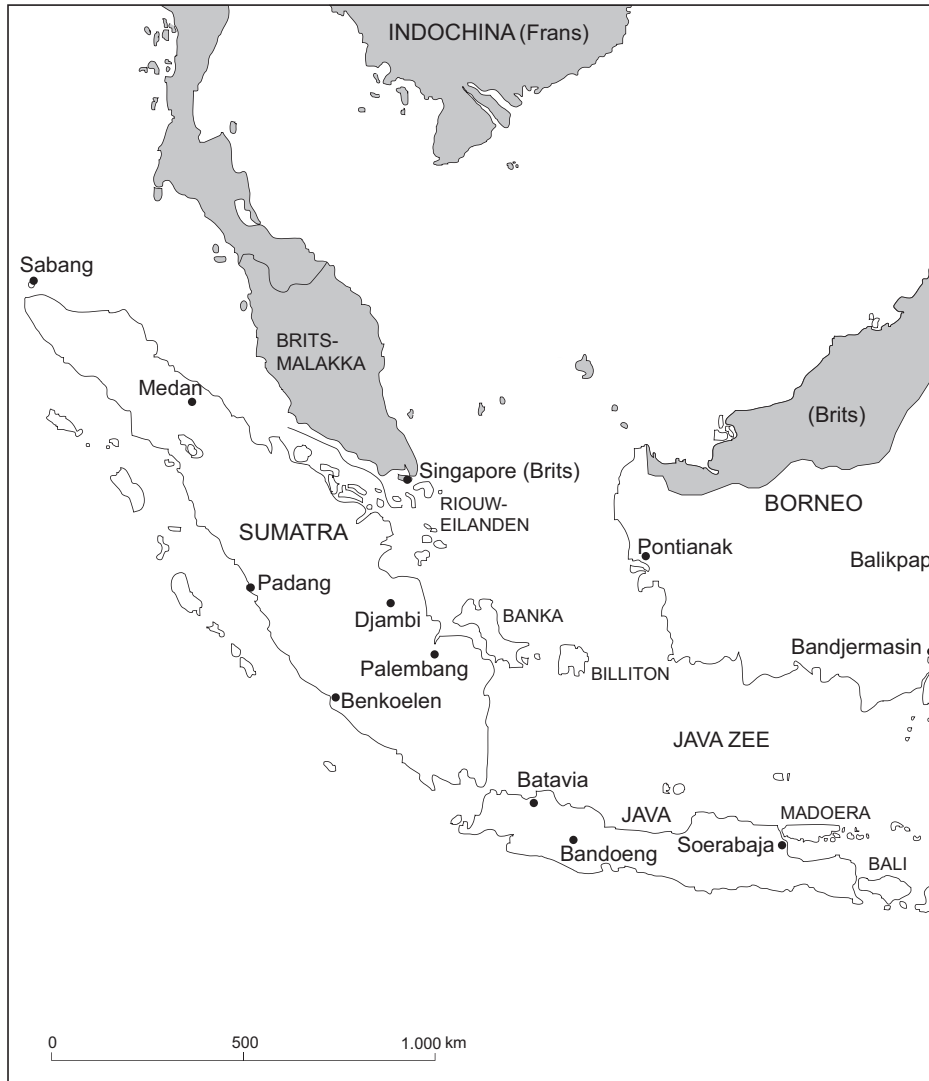 INDOCHINA (Frans)
Sabang
BRITS-
MALAKKA
Medan
(Brits)
Singapore (Brits)
RIOUW-
EILANDEN
BORNEO
SUMATRA
Pontianak
Balikpap
Padang
Djambi
BANKA
Palembang
Bandjermasin
BILLITON
Benkoelen
JAVA ZEE
Batavia
JAVA
MADOERA
Bandoeng
Soerabaja
BALI
0 500 1.000 km